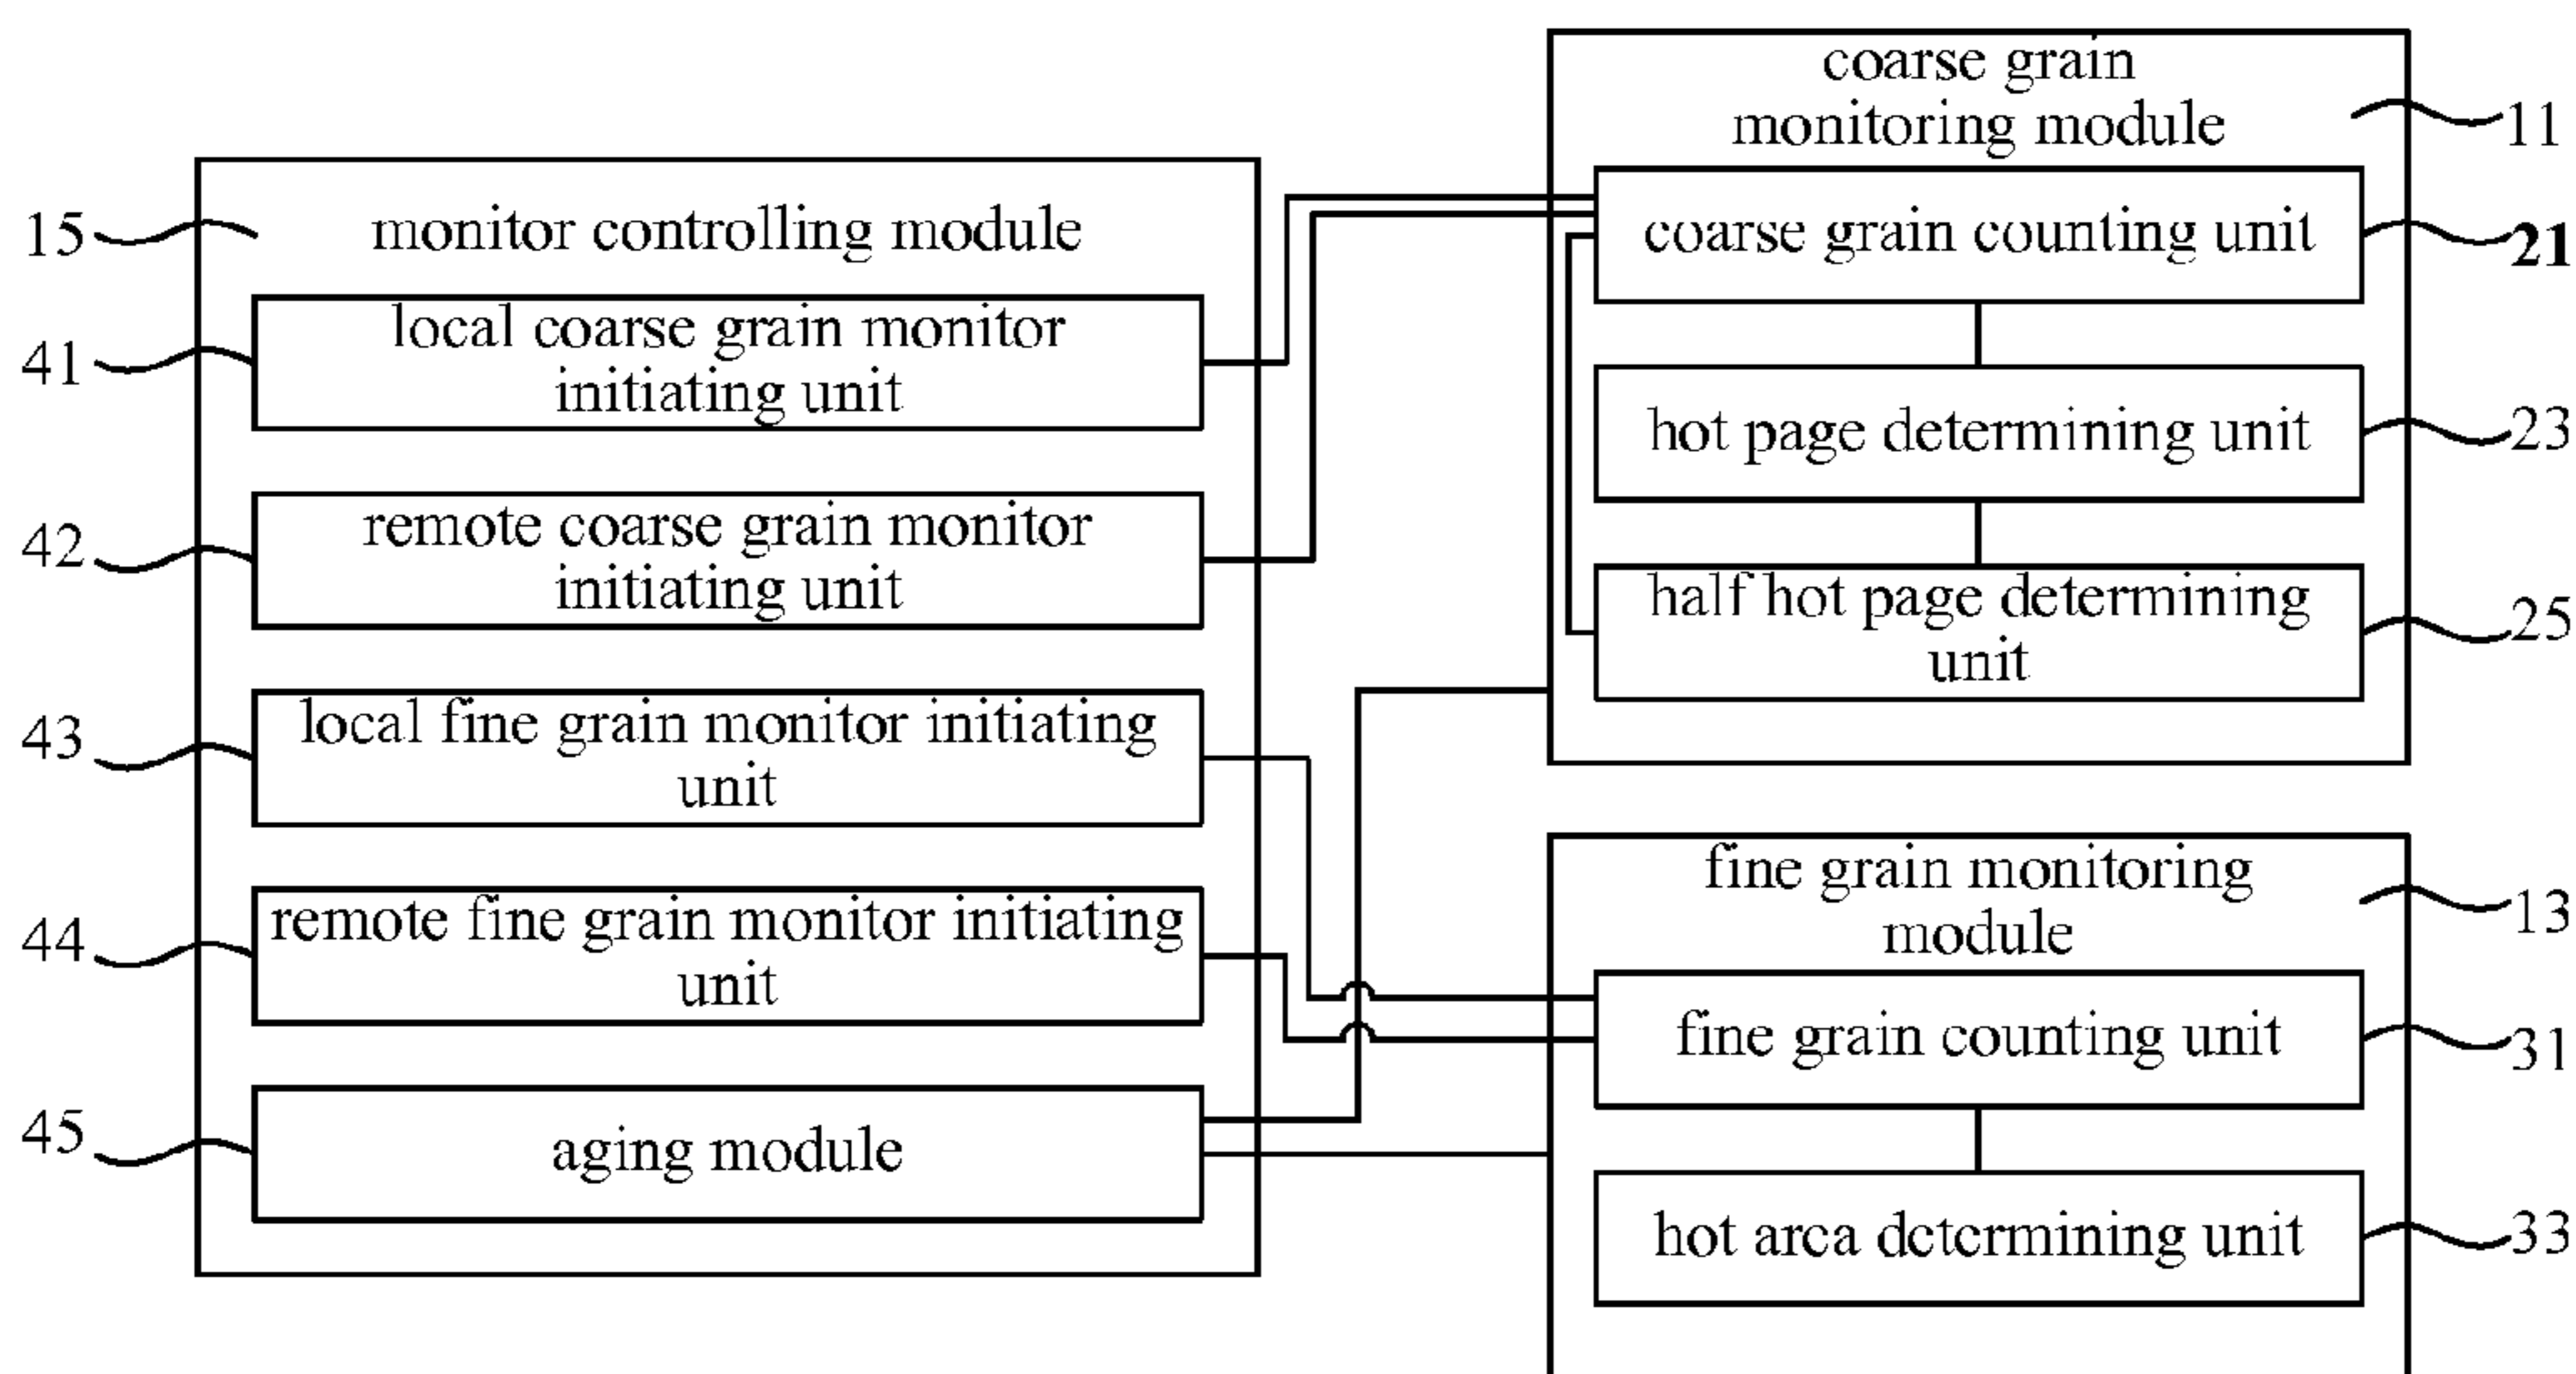 15
monitor controlling module
41
local coarse grain monitor
initiating unit
42
remote coarse grain monitor
initiating unit
43
local fine grain monitor initiating
unit
44
remote fine grain monitor initiating
unit
45
aging module
coarse grain
monitoring module
11
coarse grain counting unit
21
hot page determining unit
23
half hot page determining
unit
25
fine grain monitoring
module
13
fine grain counting unit
31
hot area determining unit
33